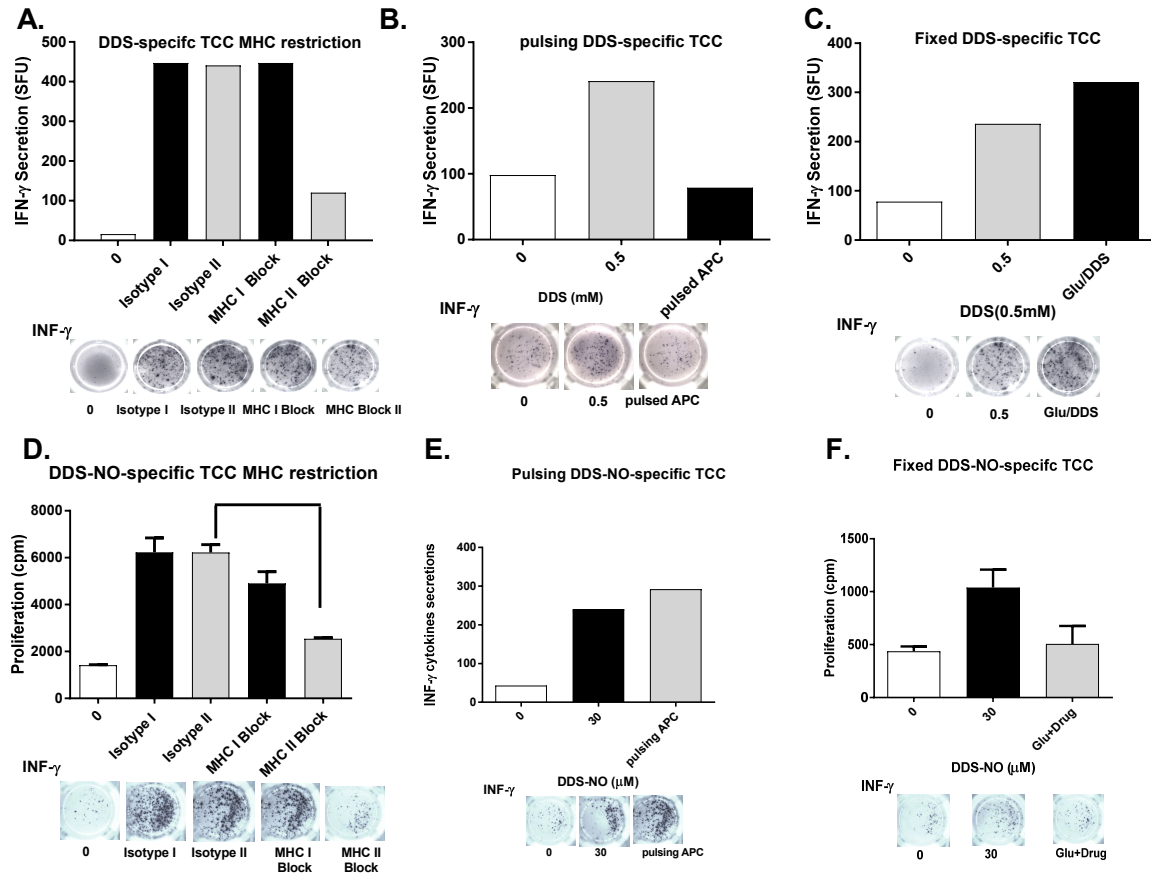 A.
DDS-specifc TCC MHC restriction
IFN-γ Secretion (SFU)
500
400
300
200
100
0
0
Isotype I
Isotype II
MHC I Block
MHC II Block
INF-γ
0 Isotype I Isotype II MHC I Block MHC Block II
B.
pulsing DDS-specific TCC
IFN-γ Secretion (SFU)
300
200
100
0
0
0.5
pulsed APC
DDS (mM)
INF-γ
0 0.5 pulsed APC
C.
Fixed DDS-specific TCC
IFN-γ Secretion (SFU)
400
300
200
100
0
0
0.5
Glu/DDS
DDS(0.5mM)
INF-γ
0 0.5 Glu/DDS
D.
DDS-NO-specific TCC MHC restriction
Proliferation (cpm)
8000
6000
4000
2000
0
0
Isotype I
Isotype II
MHC I Block
MHC II Block
INF-γ
0 Isotype I Isotype II MHC I MHC II
Block Block
E.
Pulsing DDS-NO-specific TCC
INF-γ cytokines secretions
400
300
200
100
0
0
30
pulsing APC
DDS-NO (μM)
INF-γ
0 30 pulsing APC
F.
Fixed DDS-NO-specifc TCC
Proliferation (cpm)
1500
1000
500
0
0
30
Glu+Drug
DDS-NO (μM)
INF-γ
0 30 Glu+Drug